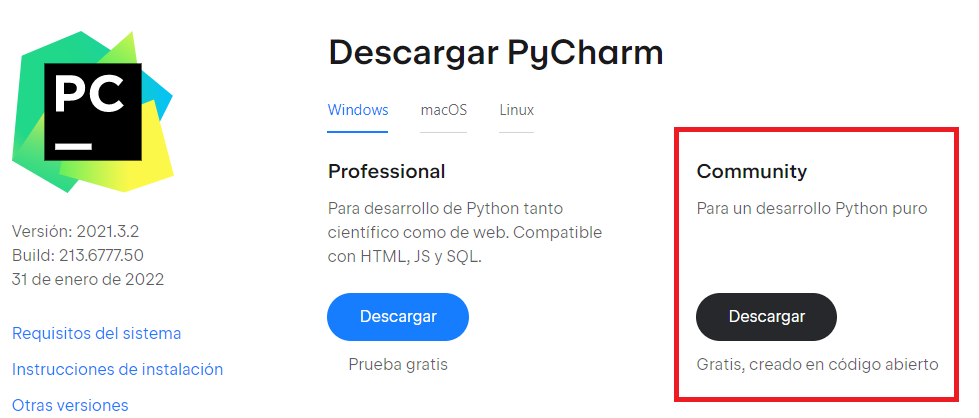 PC
Descargar PyCharm
Windows macOS Linux
Professional
Para desarrollo de Python tanto
científico como de web. Compatible
con HTML, JS y SQL.
Descargar
Prueba gratis
Community
Para un desarrollo Python puro
Descargar
Gratis, creado en código abierto
Versión: 2021.3.2
Build: 213.6777.50
31 de enero de 2022
Requisitos del sistema
Instrucciones de instalación
Otras versiones